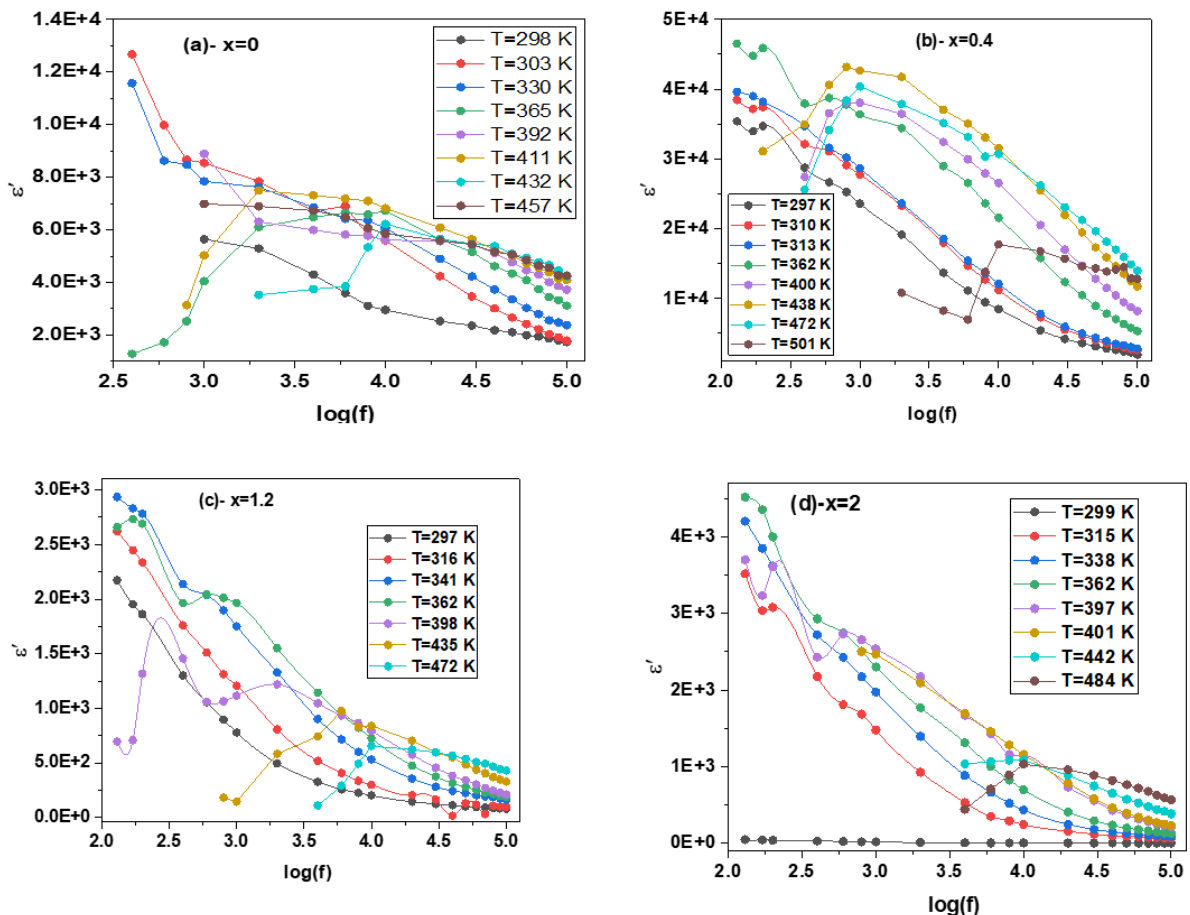 (a)- x=0
1.4E+4
1.2E+4
1.0E+4
8.0E+3
6.0E+3
4.0E+3
2.0E+3
ε′
T=298 K
T=303 K
T=330 K
T=365 K
T=392 K
T=411 K
T=432 K
T=457 K
2.5 3.0 3.5 4.0 4.5 5.0
log(f)
(b)- x=0.4
5E+4
4E+4
3E+4
2E+4
1E+4
ε′
T=297 K
T=310 K
T=313 K
T=362 K
T=400 K
T=438 K
T=472 K
T=501 K
2.0 2.5 3.0 3.5 4.0 4.5 5.0
log(f)
(c)- x=1.2
3.0E+3
2.5E+3
2.0E+3
1.5E+3
1.0E+3
5.0E+2
0.0E+0
ε′
T=297 K
T=316 K
T=341 K
T=362 K
T=398 K
T=435 K
T=472 K
2.0 2.5 3.0 3.5 4.0 4.5 5.0
log(f)
(d)-x=2
4E+3
3E+3
2E+3
1E+3
0E+0
ε′
T=299 K
T=315 K
T=338 K
T=362 K
T=397 K
T=401 K
T=442 K
T=484 K
2.0 2.5 3.0 3.5 4.0 4.5 5.0
log(f)